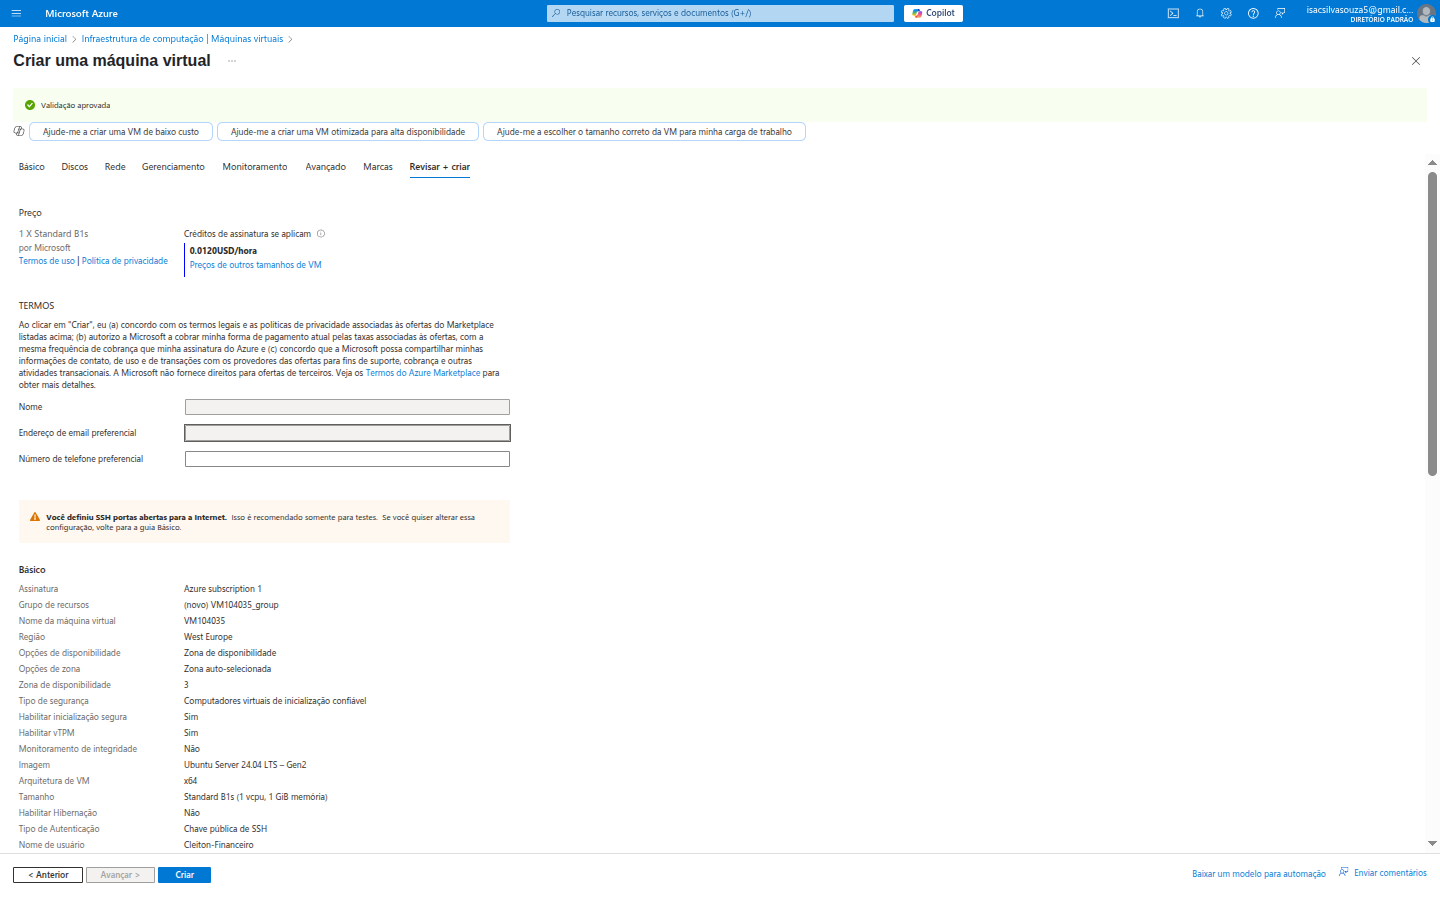 Microsoft Azure
Pesquisar recursos, serviços e documentos (G+/)
Copilot
isacsilvasouza5@gmail.c...
DIRETÓRIO PADRÃO
Página inicial > Infraestrutura de computação | Máquinas virtuais >
Criar uma máquina virtual ...
Validação aprovada
Ajude-me a criar uma VM de baixo custo
Ajude-me a criar uma VM otimizada para alta disponibilidade
Ajude-me a escolher o tamanho correto da VM para minha carga de trabalho
Básico Discos Rede Gerenciamento Monitoramento Avançado Marcas Revisar + criar
Preço
1 X Standard B1s
por Microsoft
Termos de uso | Política de privacidade
Créditos de assinatura se aplicam
0.0120USD/hora
Preços de outros tamanhos de VM
TERMOS
Ao clicar em "Criar", eu (a) concordo com os termos legais e as políticas de privacidade associadas às ofertas do Marketplace
listadas acima; (b) autorizo a Microsoft a cobrar minha forma de pagamento atual pelas taxas associadas às ofertas, com a
mesma frequência de cobrança que minha assinatura do Azure e (c) concordo que a Microsoft possa compartilhar minhas
informações de contato, de uso e de transações com os provedores das ofertas para fins de suporte, cobrança e outras
atividades transacionais. A Microsoft não fornece direitos para ofertas de terceiros. Veja os Termos do Azure Marketplace para
obter mais detalhes.
Nome
Endereço de email preferencial
Número de telefone preferencial
Você definiu SSH portas abertas para a Internet. Isso é recomendado somente para testes. Se você quiser alterar essa
configuração, volte para a guia Básico.
Básico
Assinatura Azure subscription 1
Grupo de recursos (novo) VM104035_group
Nome da máquina virtual VM104035
Região West Europe
Opções de disponibilidade Zona de disponibilidade
Opções de zona Zona auto-selecionada
Zona de disponibilidade 3
Tipo de segurança Computadores virtuais de inicialização confiável
Habilitar inicialização segura Sim
Habilitar vTPM Sim
Monitoramento de integridade Não
Imagem Ubuntu Server 24.04 LTS – Gen2
Arquitetura de VM x64
Tamanho Standard B1s (1 vcpu, 1 GiB memória)
Habilitar Hibernação Não
Tipo de Autenticação Chave pública de SSH
Nome de usuário Cleiton-Financeiro
< Anterior Avançar > Criar
Baixar um modelo para automação Enviar comentários